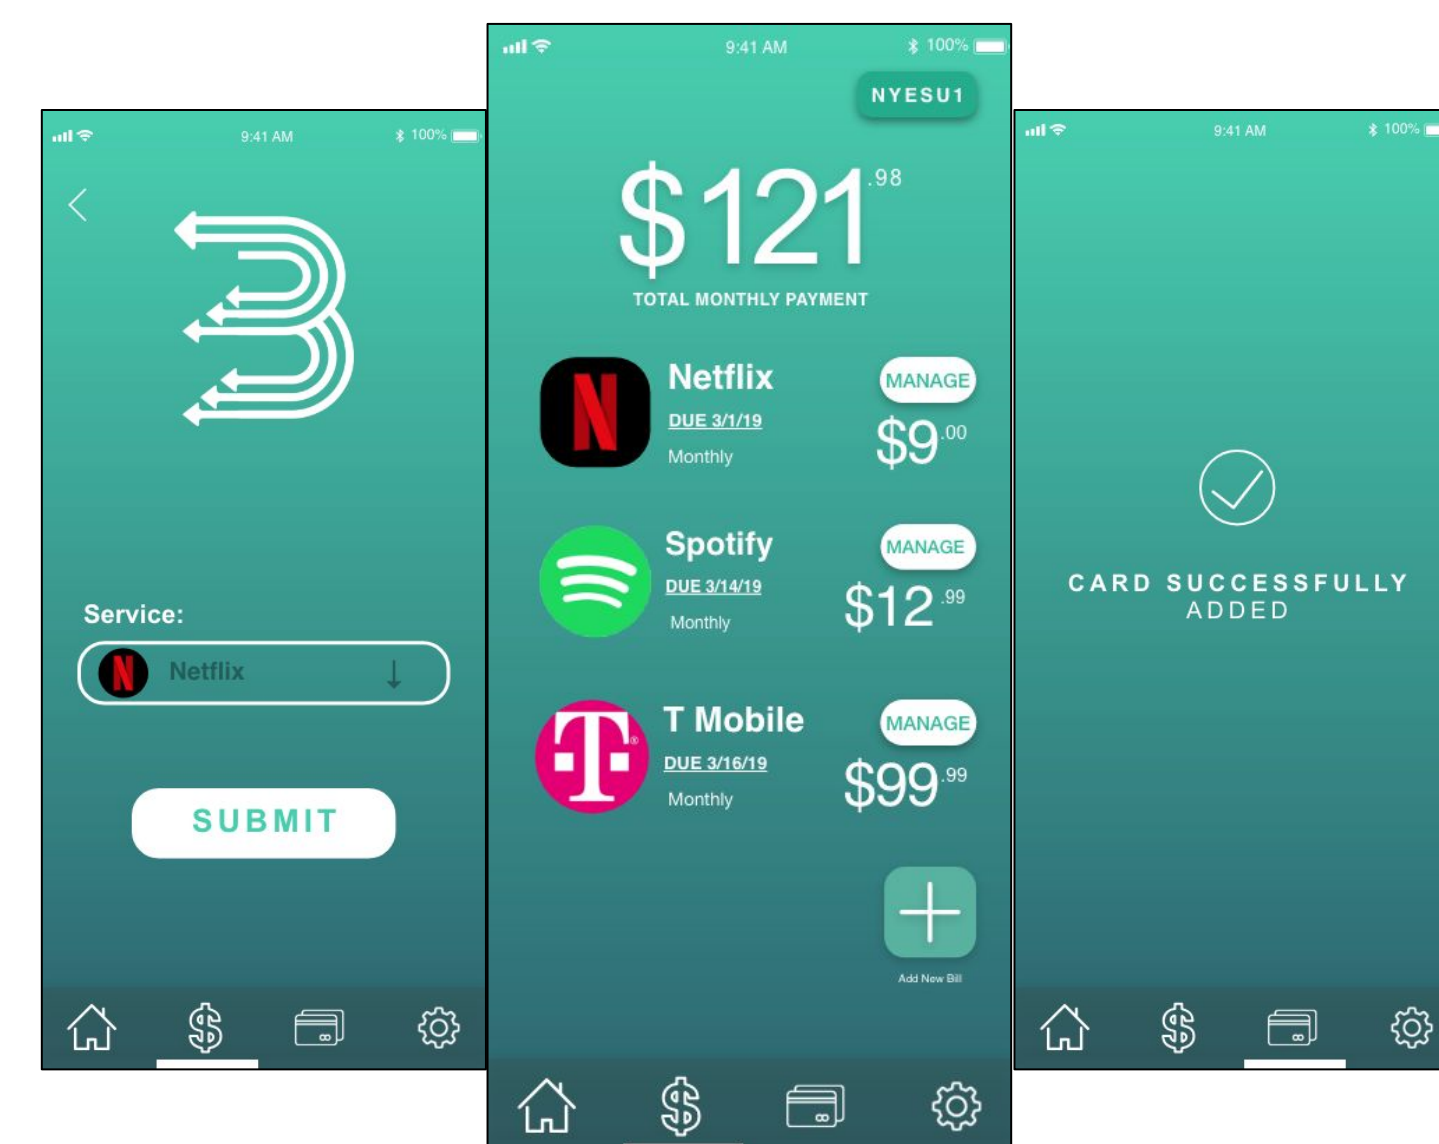 9:41 AM
100%
Service:
N Netflix
SUBMIT
9:41 AM
100%
NYESU1
$121.98
TOTAL MONTHLY PAYMENT
N
Netflix
MANAGE
DUE 3/1/19
$9.00
Monthly
Spotify
MANAGE
DUE 3/14/19
$12.99
Monthly
T
T Mobile
MANAGE
DUE 3/16/19
$99.99
Monthly
Add New Bill
9:41 AM
100%
CARD SUCCESSFULLY
ADDED